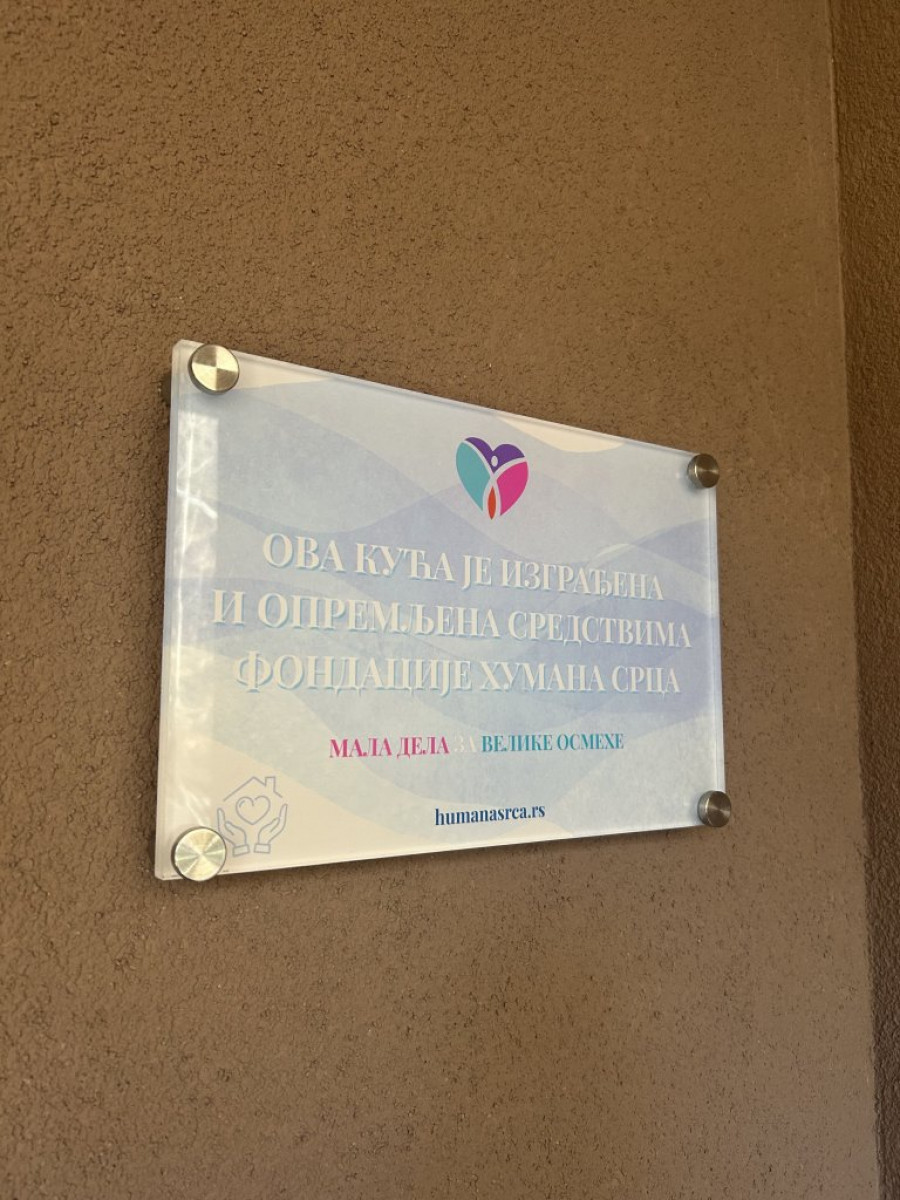 ОВА КУЋА ЈЕ ИЗГРАЂЕНА
И ОПРЕМЉЕНА СРЕДСТВИМА
ФОНДАЦИЈЕ ХУМАНА СРЦА
МАЛА ДЕЛА ЗА ВЕЛИКЕ ОСМЕХЕ
humanasrca.rs